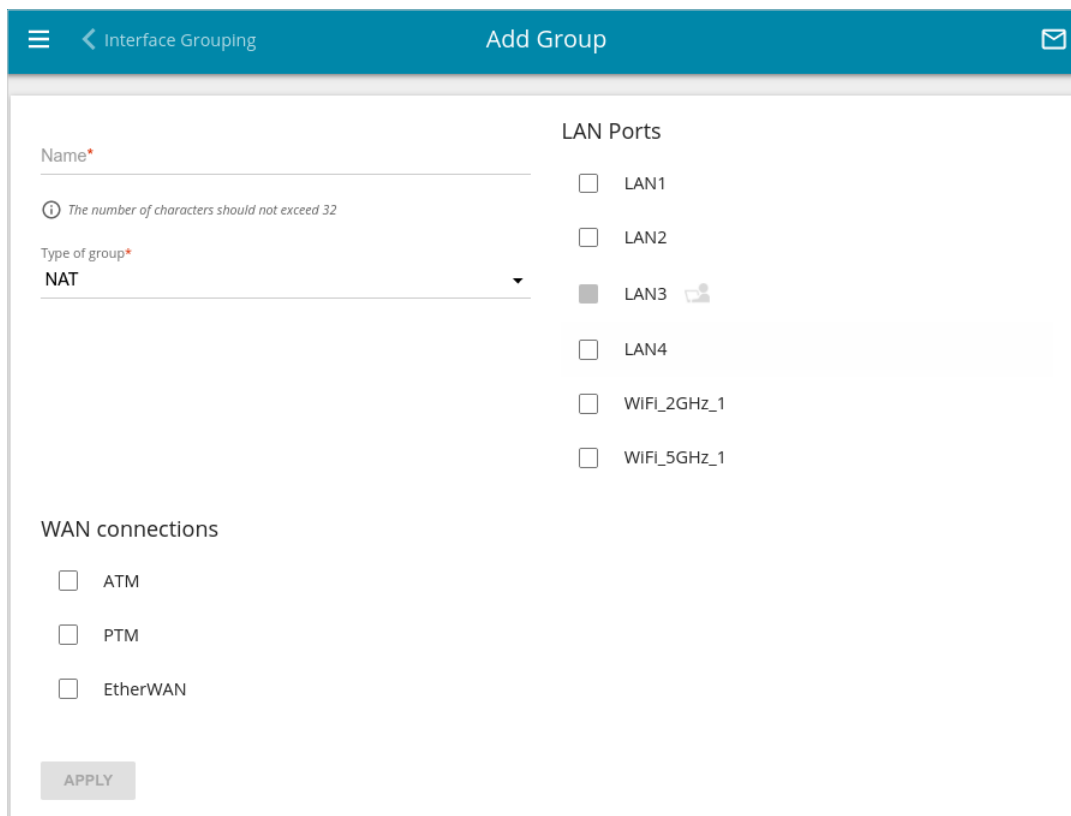 Interface Grouping
Add Group
Name*
The number of characters should not exceed 32
Type of group*
NAT
LAN Ports
LAN1
LAN2
LAN3
LAN4
WiFi_2GHz_1
WiFi_5GHz_1
WAN connections
ATM
PTM
EtherWAN
APPLY